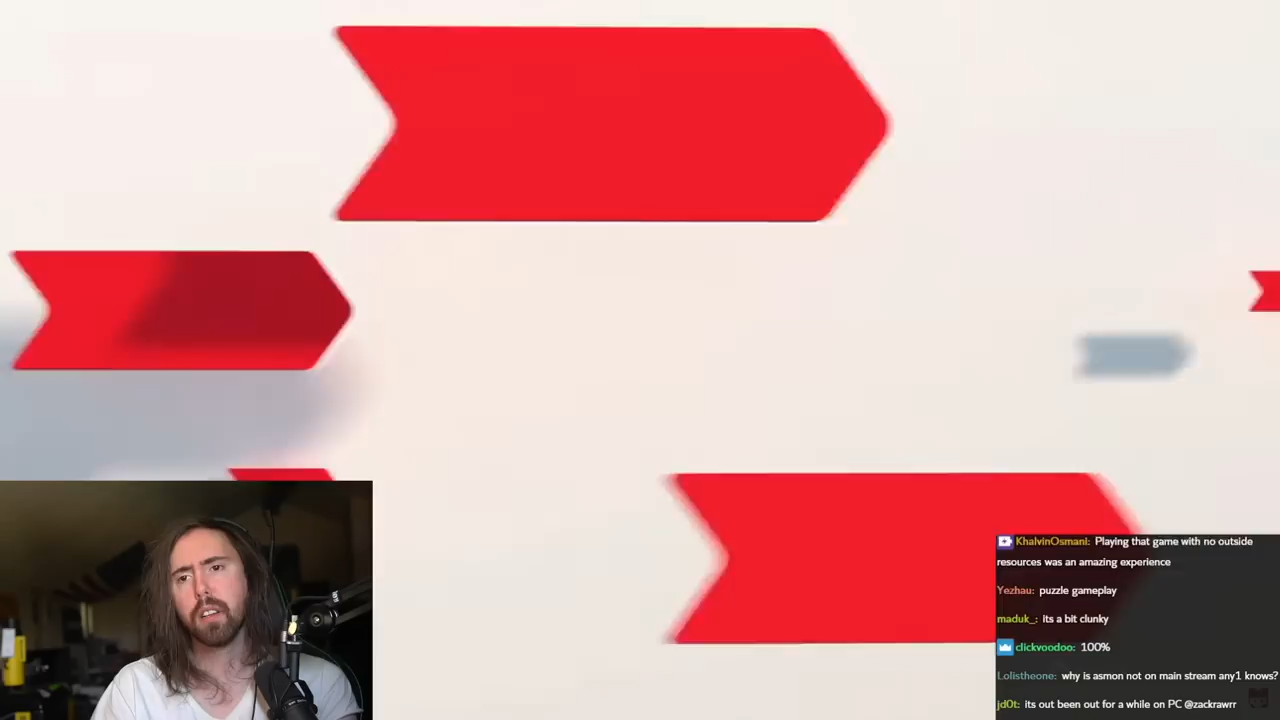 KhalvinOsmani: Playing that game with no outside
resources was an amazing experience
Yezhau: puzzle gameplay
maduk_: its a bit clunky
clickvoodoo: 100%
Lolistheone: why is asmon not on main stream any1 knows?
jd0t: its out been out for a while on PC @zackrawrr